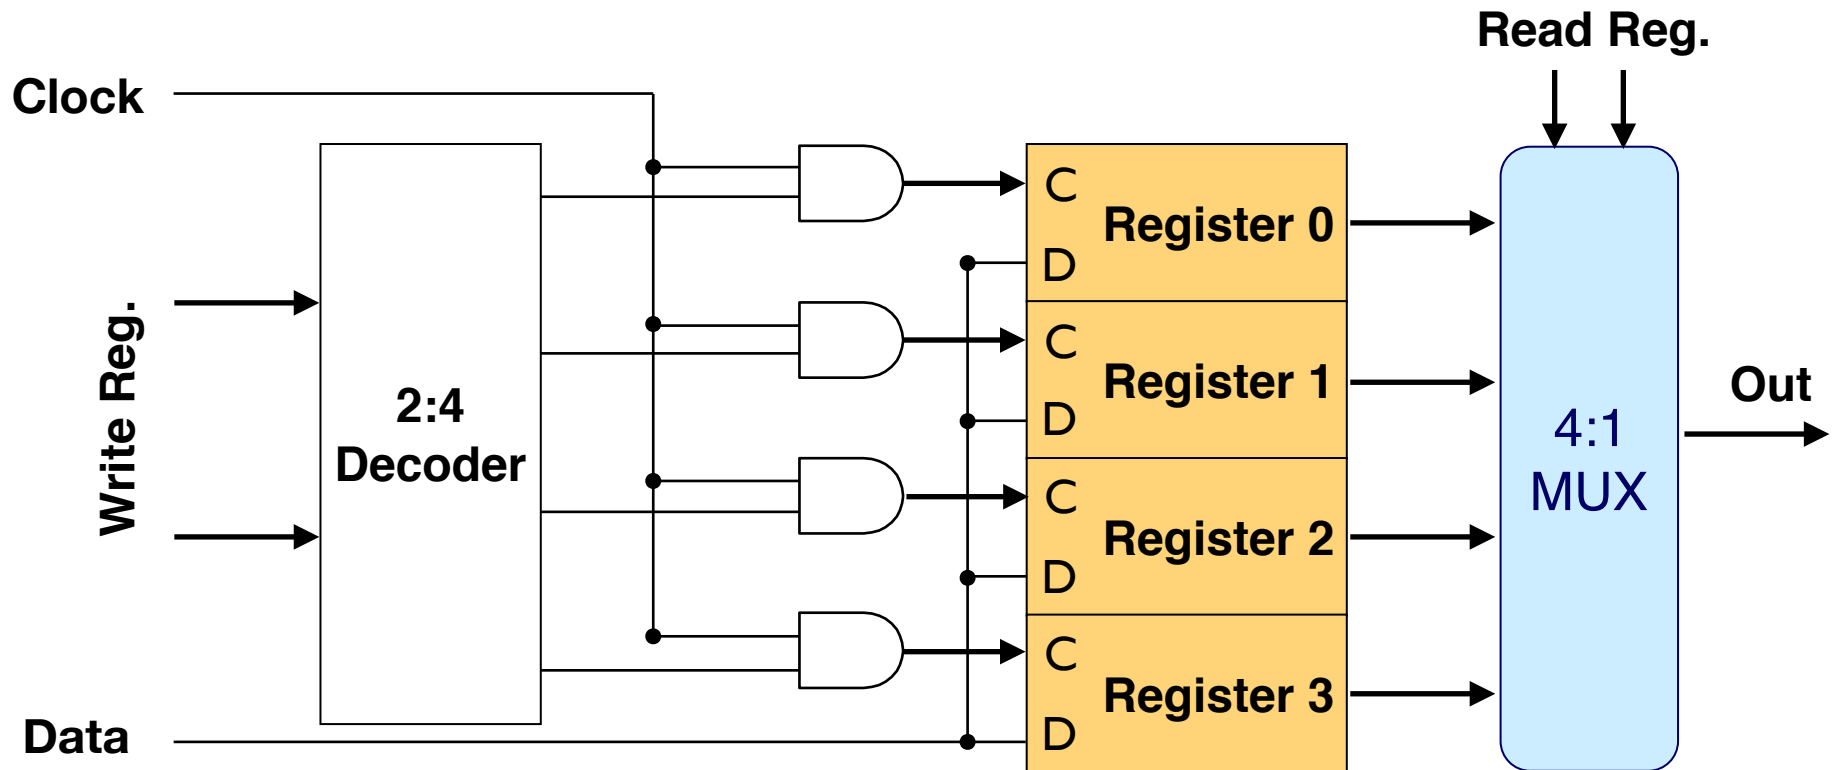 Read Reg.
Clock
C
Register 0
D
Write Reg.
C
Register 1
D
2:4
Decoder
Out
4:1
MUX
C
Register 2
D
C
Register 3
D
Data